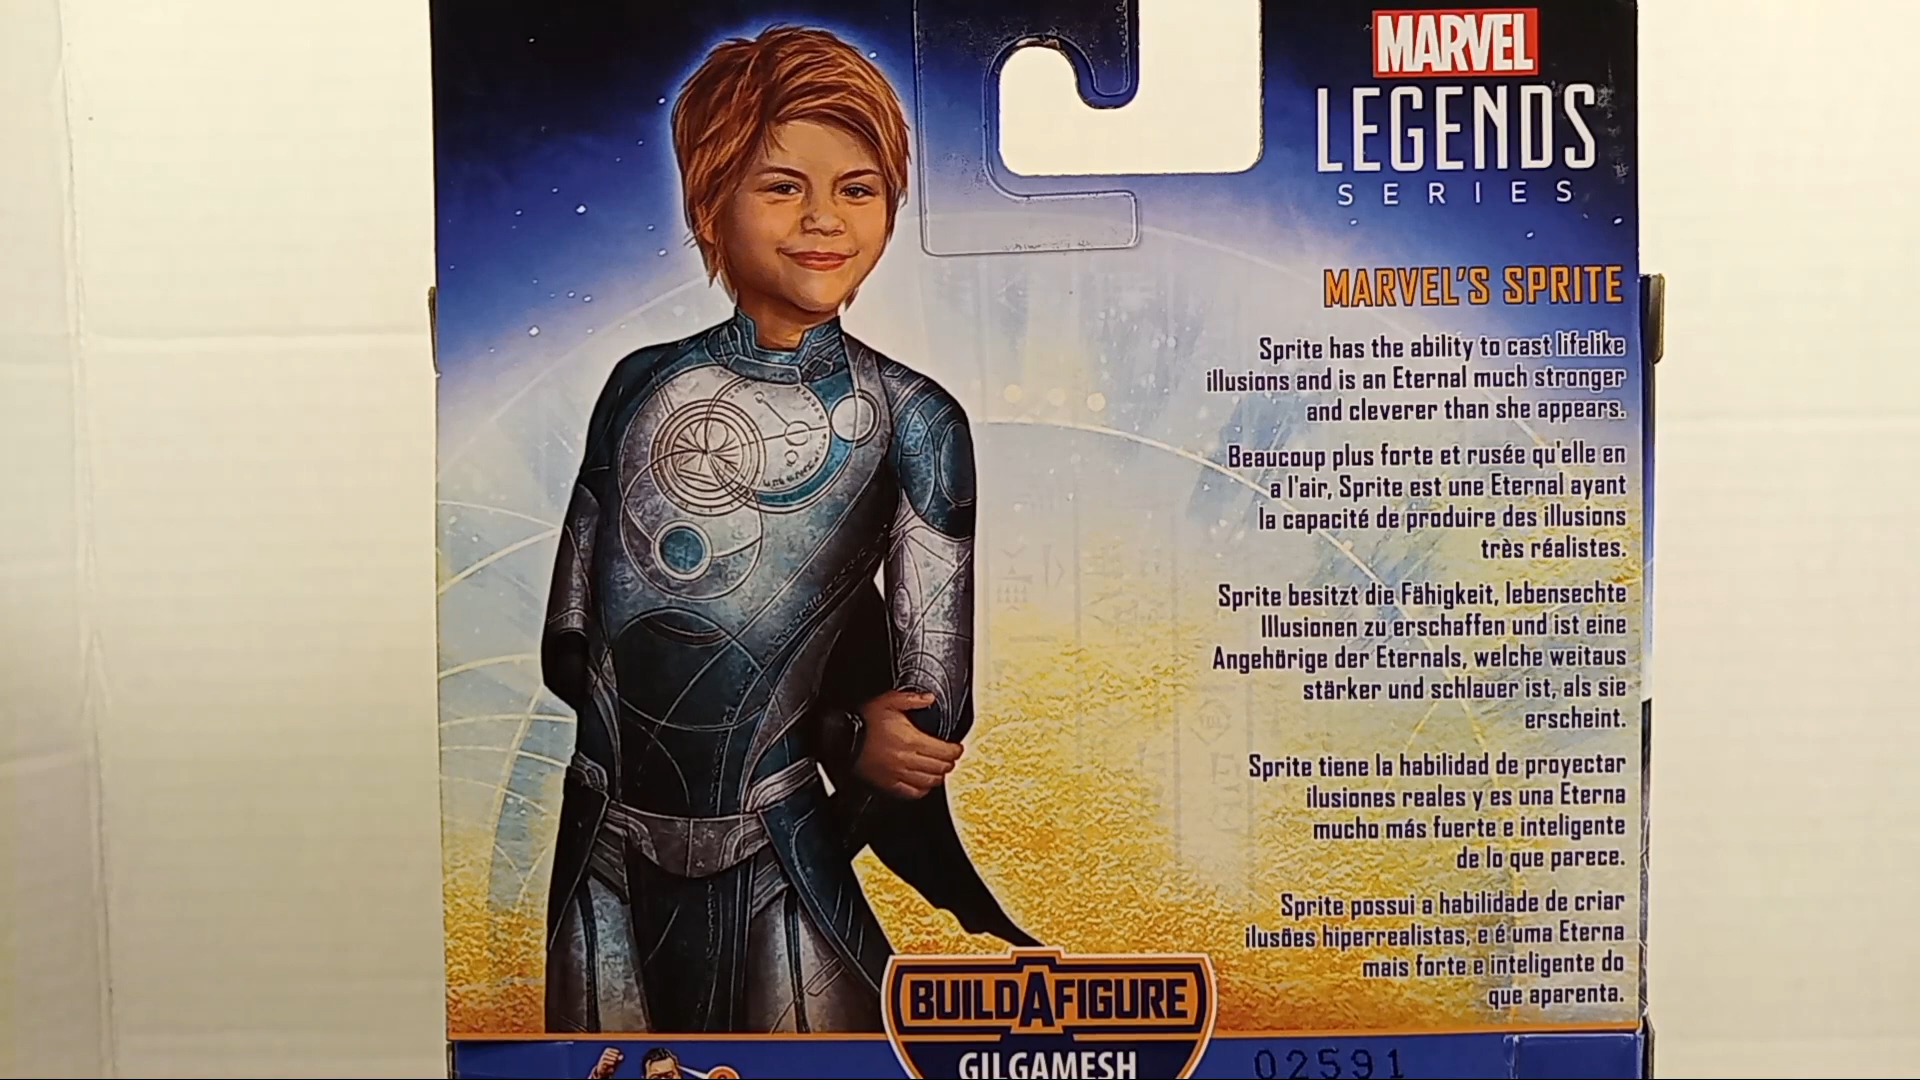 MARVEL
LEGENDS
SERIES
MARVEL'S SPRITE
Sprite has the ability to cast lifelike
illusions and is an Eternal much stronger
and cleverer than she appears.
Beaucoup plus forte et rusée qu'elle en
a l'air, Sprite est une Eternal ayant
la capacité de produire des illusions
très réalistes.
Sprite besitzt die Fähigkeit, lebensechte
Illusionen zu erschaffen und ist eine
Angehörige der Eternals, welche weitaus
stärker und schlauer ist, als sie
erscheint.
Sprite tiene la habilidad de proyectar
ilusiones reales y es una Eterna
mucho más fuerte e inteligente
de lo que parece.
Sprite possui a habilidade de criar
ilusões hiperrealistas, e é uma Eterna
mais forte e inteligente do
que aparenta.
BUILDAFIGURE
GILGAMESH
02591